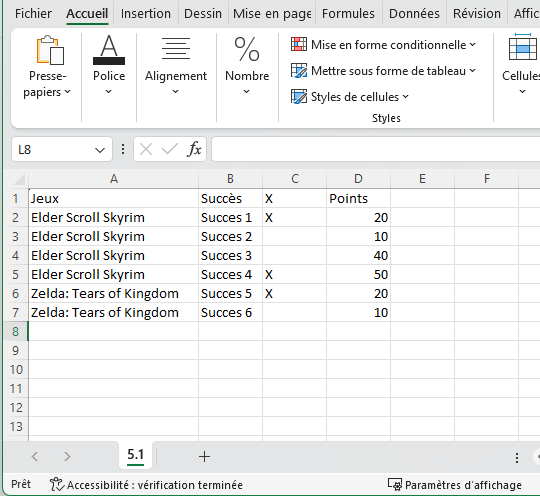 Fichier Accueil Insertion Dessin Mise en page Formules Données Révision Affic
Presse-papiers
Police
Alignement
%
Nombre
Mise en forme conditionnelle
Mettre sous forme de tableau
Styles de cellules
Styles
Cellules
L8 fx
A B C D E F
1 Jeux Succès X Points
2 Elder Scroll Skyrim Succes 1 X 20
3 Elder Scroll Skyrim Succes 2 10
4 Elder Scroll Skyrim Succes 3 40
5 Elder Scroll Skyrim Succes 4 X 50
6 Zelda: Tears of Kingdom Succes 5 X 20
7 Zelda: Tears of Kingdom Succes 6 10
8
9
10
11
12
13
5.1
Prêt Accessibilité : vérification terminée Paramètres d'affichage